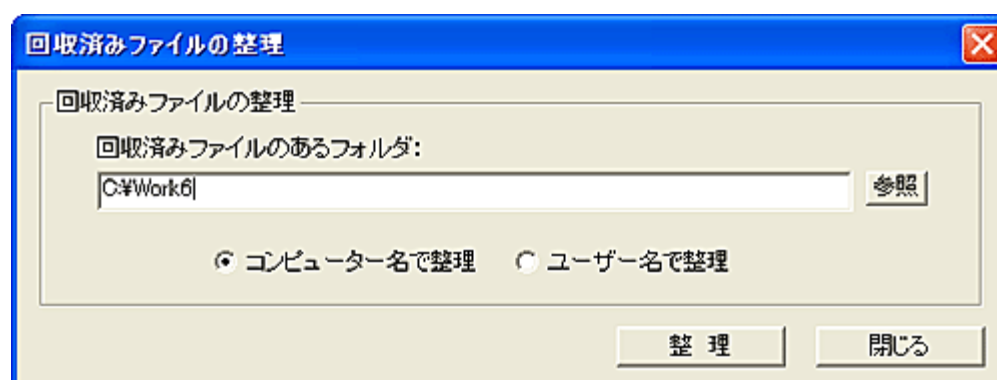 回収済みファイルの整理
回収済みファイルの整理
回収済みファイルのあるフォルダ:
C:¥Work6
参照
コンピューター名で整理 ユーザー名で整理
整 理 閉じる